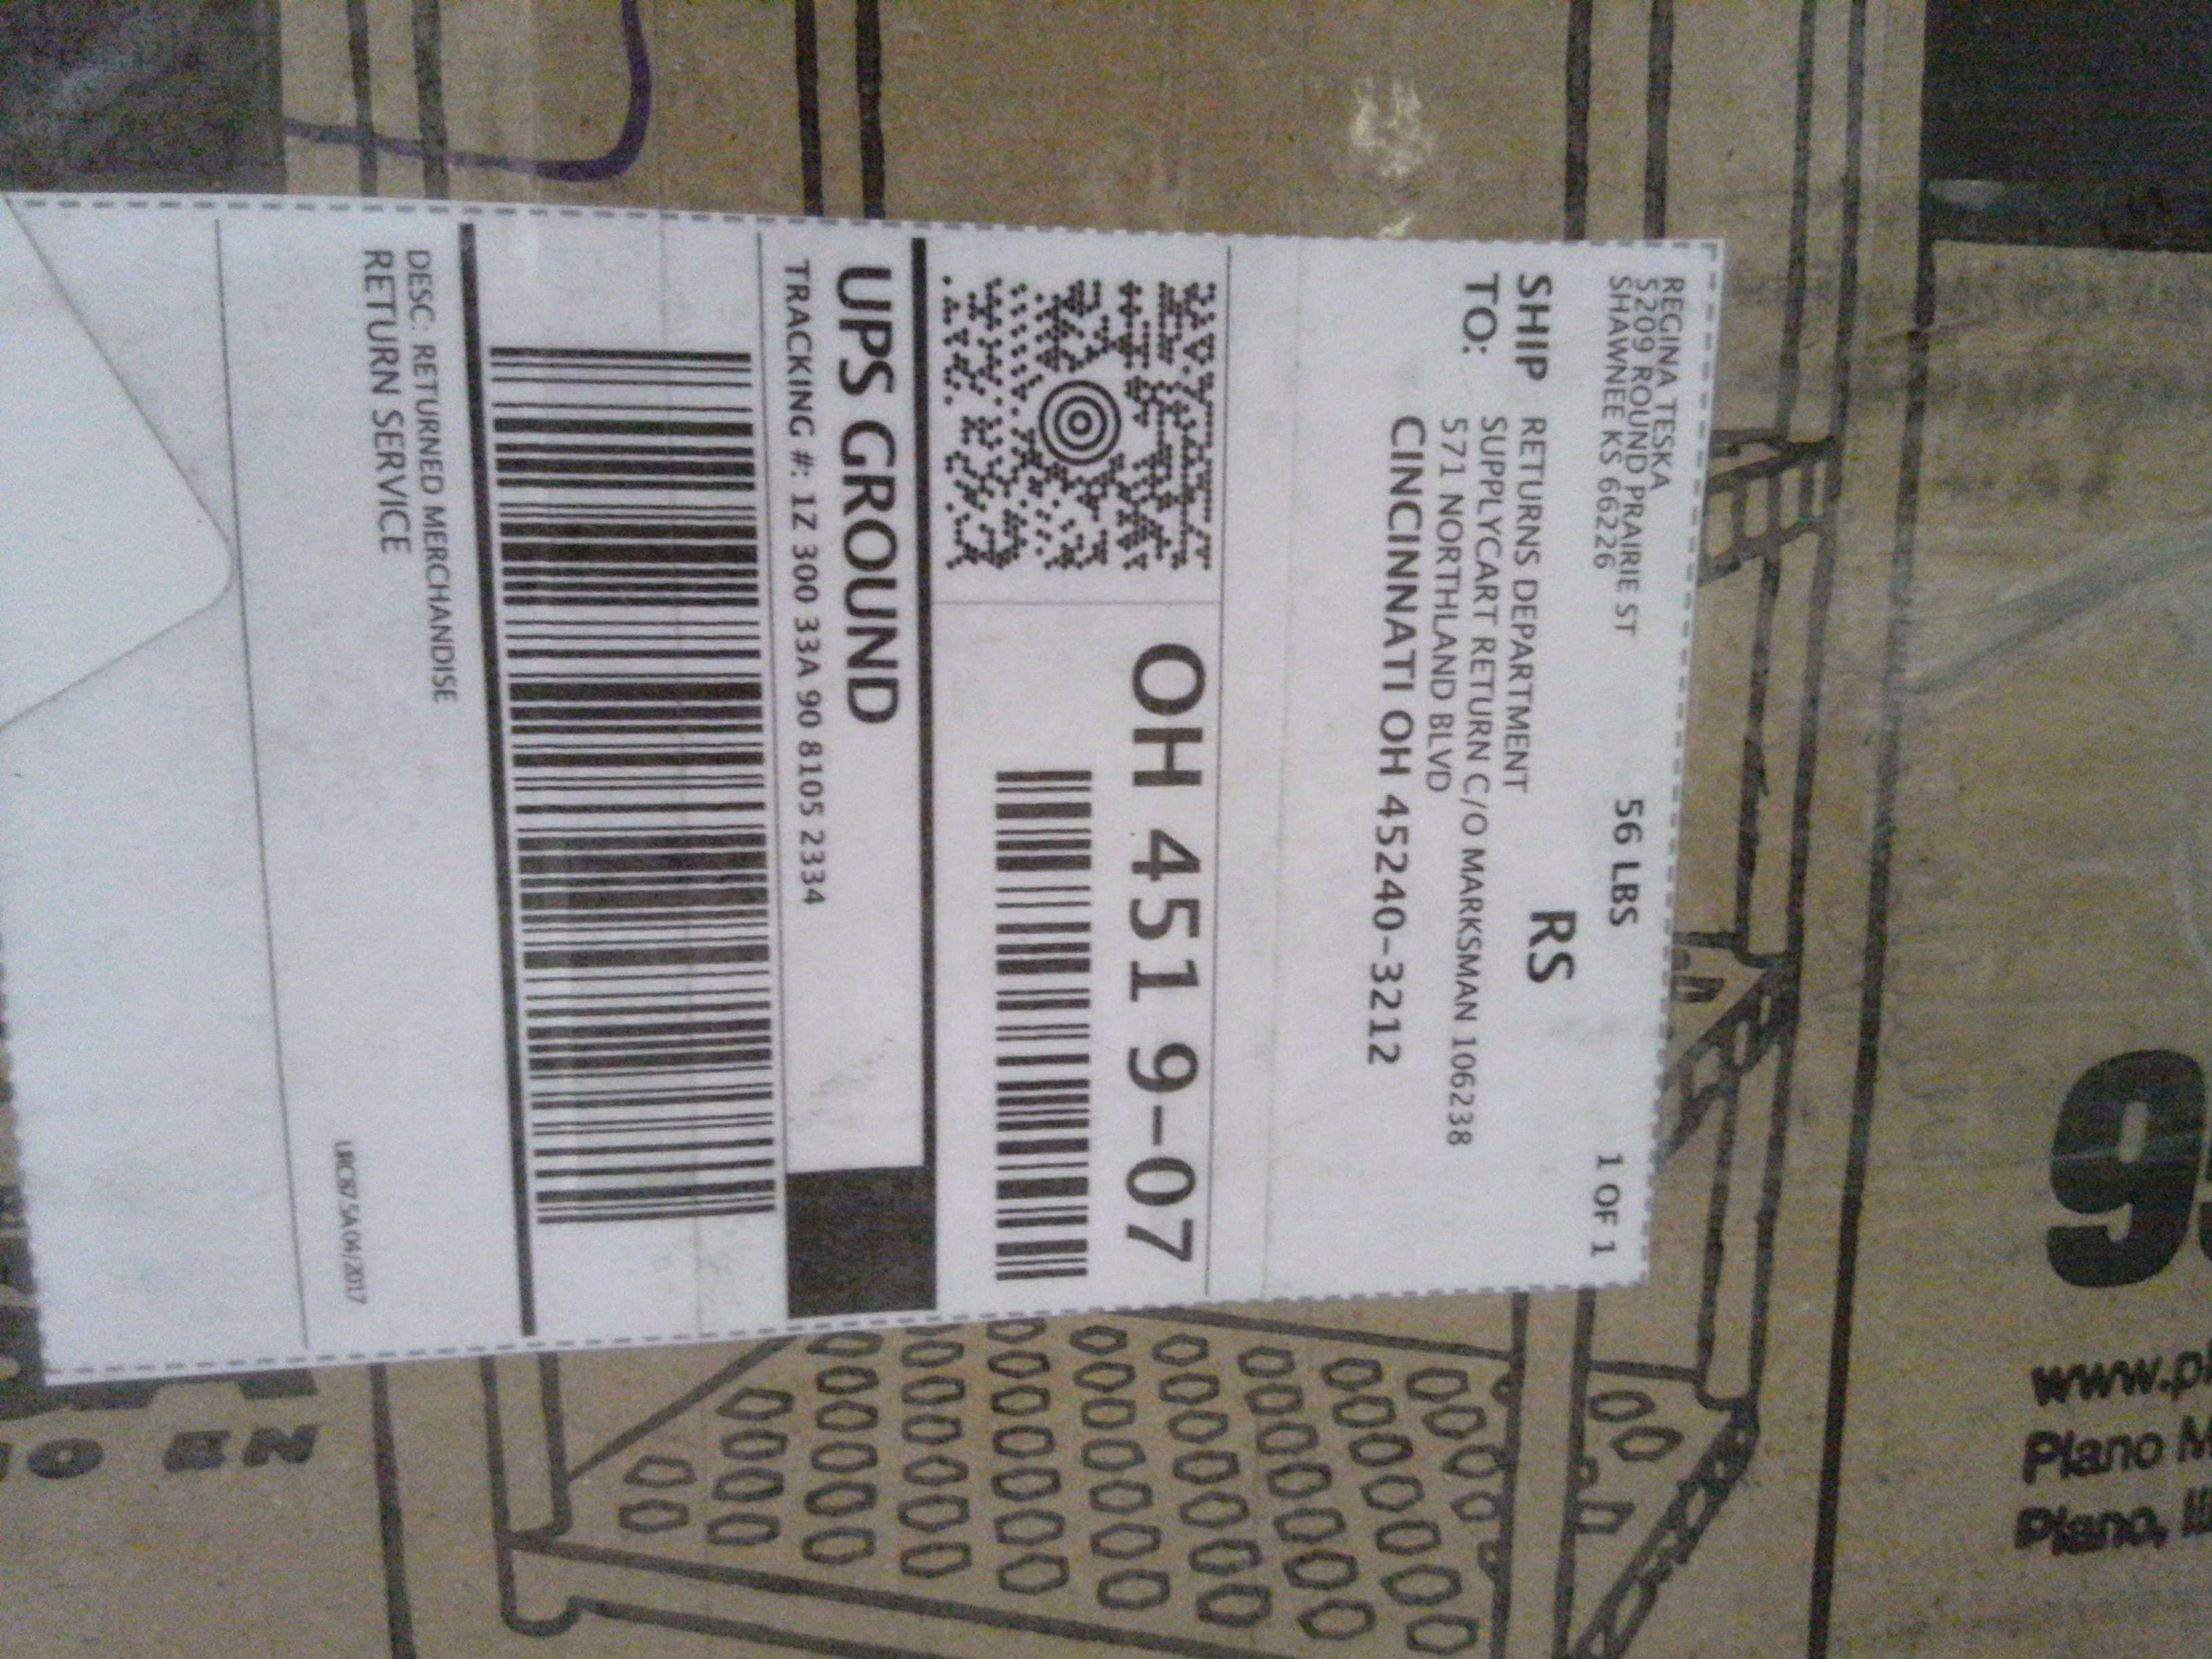 REGINA TESKA
5209 ROUND PRAIRIE ST
SHAWNEE KS 66226
56 LBS
1 OF 1
RS
SHIP TO:
RETURNS DEPARTMENT
SUPPLYCART RETURN C/O MARKSMAN 106238
571 NORTHLAND BLVD
CINCINNATI OH 45240-3212
OH 451 9-07
UPS GROUND
TRACKING #: 1Z 300 33A 90 8105 2334
DESC: RETURNED MERCHANDISE
RETURN SERVICE
www.pl
Plano M
Plano,